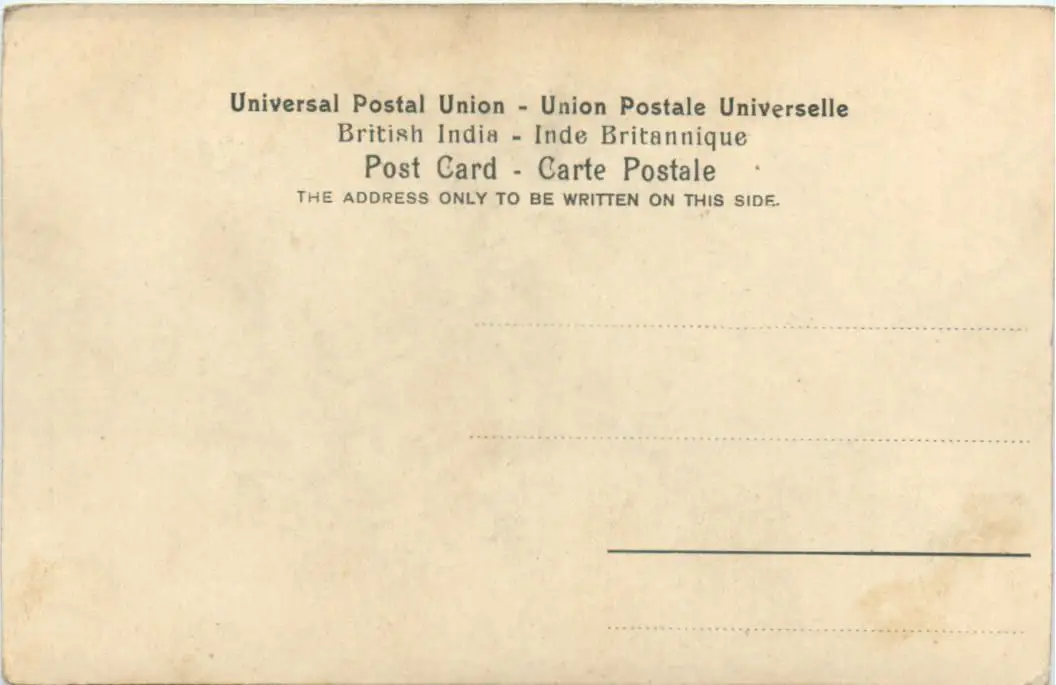 Universal Postal Union - Union Postale Universelle
British India - Inde Britannique
Post Card - Carte Postale
THE ADDRESS ONLY TO BE WRITTEN ON THIS SIDE.